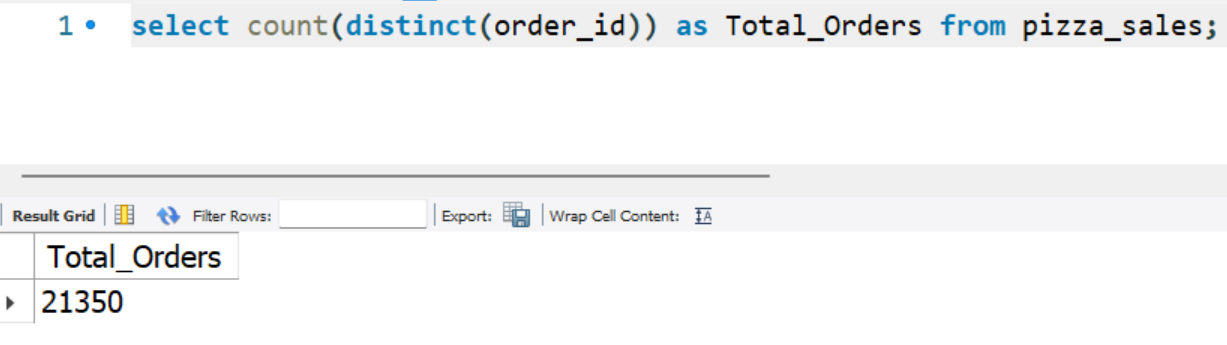 1 select count(distinct(order_id)) as Total_Orders from pizza_sales;
Result Grid Filter Rows: Export: Wrap Cell Content: IA
Total_Orders
21350